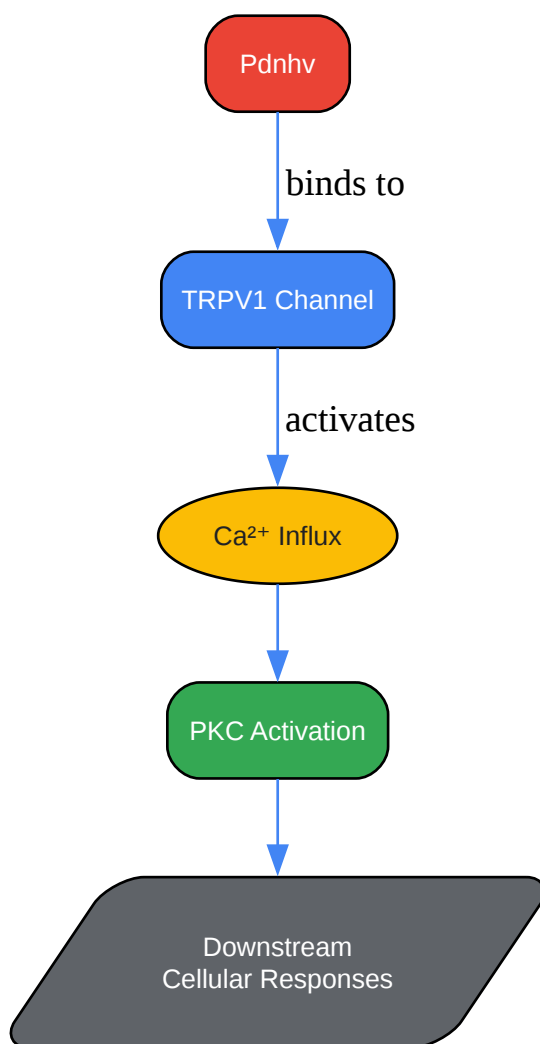 Pdnhv
binds to
TRPV1 Channel
activates
Ca²⁺ Influx
PKC Activation
Downstream
Cellular Responses